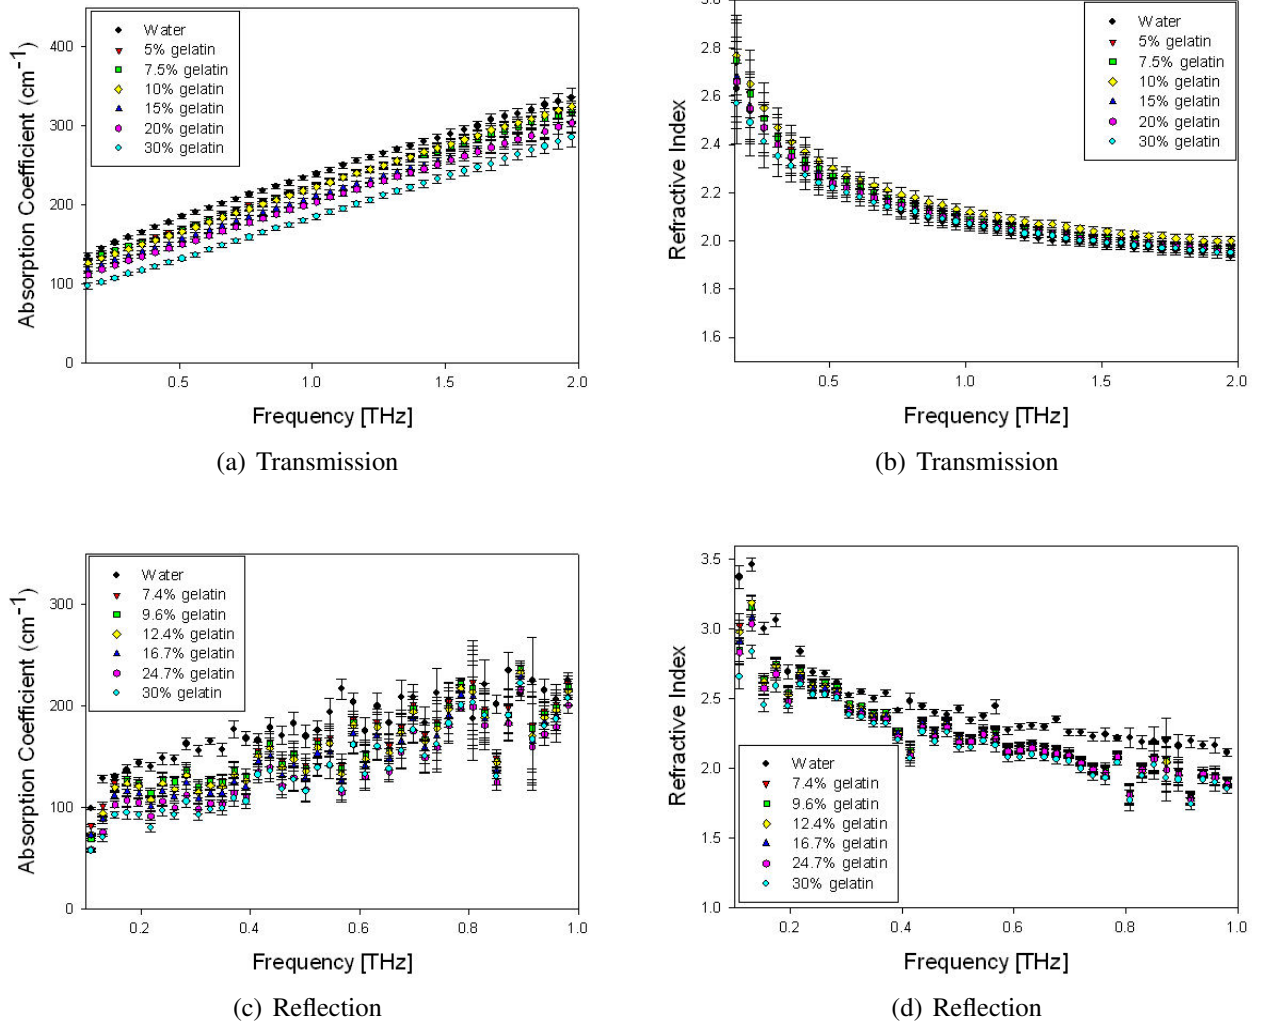 Absorption Coefficient (cm⁻¹)
400
300
200
100
0
Water
5% gelatin
7.5% gelatin
10% gelatin
15% gelatin
20% gelatin
30% gelatin
0.5 1.0 1.5 2.0
Frequency [THz]
(a) Transmission
Refractive Index
3.0
2.8
2.6
2.4
2.2
2.0
1.8
1.6
Water
5% gelatin
7.5% gelatin
10% gelatin
15% gelatin
20% gelatin
30% gelatin
0.5 1.0 1.5 2.0
Frequency [THz]
(b) Transmission
Absorption Coefficient (cm⁻¹)
300
200
100
0
Water
7.4% gelatin
9.6% gelatin
12.4% gelatin
16.7% gelatin
24.7% gelatin
30% gelatin
0.2 0.4 0.6 0.8 1.0
Frequency [THz]
(c) Reflection
Refractive Index
3.5
3.0
2.5
2.0
1.5
1.0
Water
7.4% gelatin
9.6% gelatin
12.4% gelatin
16.7% gelatin
24.7% gelatin
30% gelatin
0.2 0.4 0.6 0.8 1.0
Frequency [THz]
(d) Reflection